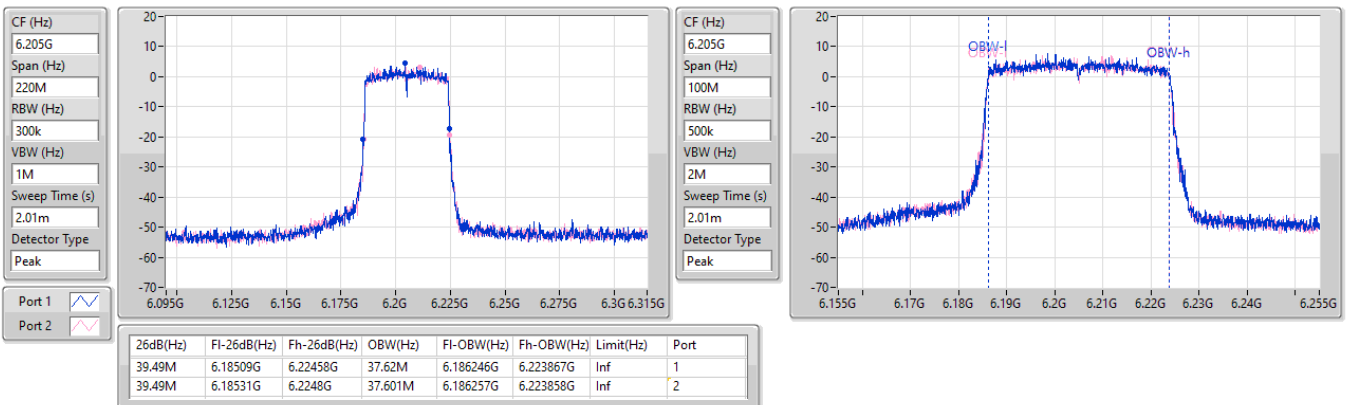 CF (Hz)
6.205G
Span (Hz)
220M
RBW (Hz)
300k
VBW (Hz)
1M
Sweep Time (s)
2.01m
Detector Type
Peak
20
10
0
-10
-20
-30
-40
-50
-60
-70
6.095G 6.125G 6.15G 6.175G 6.2G 6.225G 6.25G 6.275G 6.3G 6.315G
CF (Hz)
6.205G
Span (Hz)
100M
RBW (Hz)
500k
VBW (Hz)
2M
Sweep Time (s)
2.01m
Detector Type
Peak
20
10
0
-10
-20
-30
-40
-50
-60
-70
OBW-l
OBW-h
6.155G 6.17G 6.18G 6.19G 6.2G 6.21G 6.22G 6.23G 6.24G 6.255G
Port 1
Port 2
26dB(Hz) Fl-26dB(Hz) Fh-26dB(Hz) OBW(Hz) Fl-OBW(Hz) Fh-OBW(Hz) Limit(Hz) Port
39.49M 6.18509G 6.22458G 37.62M 6.186246G 6.223867G Inf 1
39.49M 6.18531G 6.2248G 37.601M 6.186257G 6.223858G Inf 2